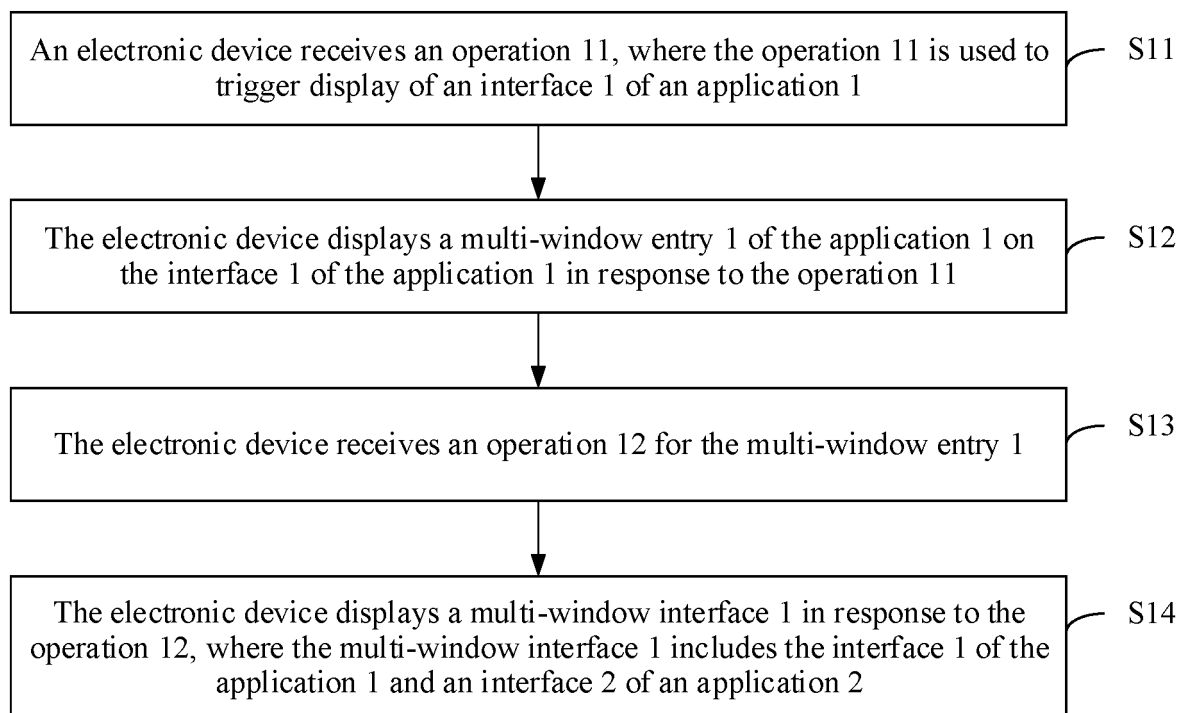 An electronic device receives an operation 11, where the operation 11 is used to
trigger display of an interface 1 of an application 1
S11
The electronic device displays a multi-window entry 1 of the application 1 on
the interface 1 of the application 1 in response to the operation 11
S12
The electronic device receives an operation 12 for the multi-window entry 1
S13
The electronic device displays a multi-window interface 1 in response to the
operation 12, where the multi-window interface 1 includes the interface 1 of the
application 1 and an interface 2 of an application 2
S14